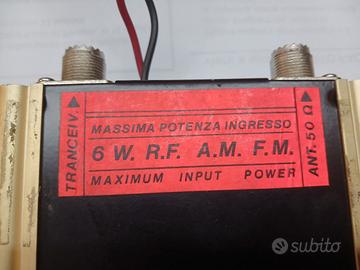 TRANCEIV.
MASSIMA POTENZA INGRESSO
6 W. R.F. A.M. F.M.
MAXIMUM INPUT POWER
ANT. 50 Ω
subito